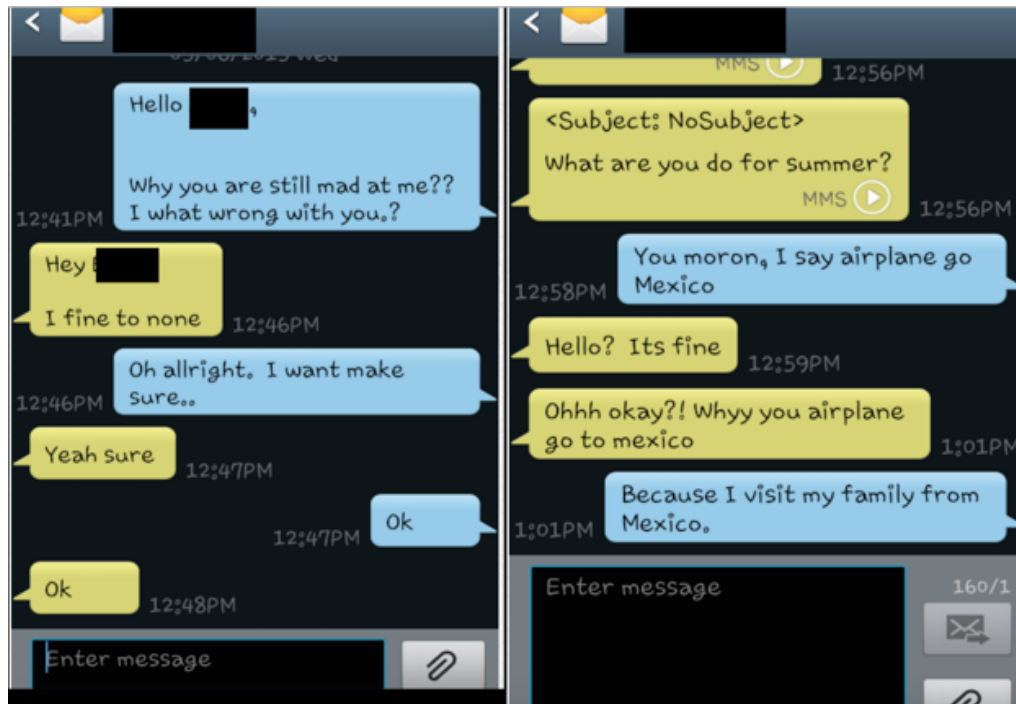 Hello ,
Why you are still mad at me??
I what wrong with you.?
12:41PM
Hey
I fine to none
12:46PM
Oh allright. I want make
sure..
12:46PM
Yeah sure
12:47PM
Ok
12:47PM
Ok
12:48PM
Enter message
MMS
12:56PM
<Subject: NoSubject>
What are you do for summer?
MMS
12:56PM
You moron, I say airplane go
Mexico
12:58PM
Hello? Its fine
12:59PM
Ohhh okay?! Whyy you airplane
go to mexico
1:01PM
Because I visit my family from
Mexico.
1:01PM
Enter message
160/1